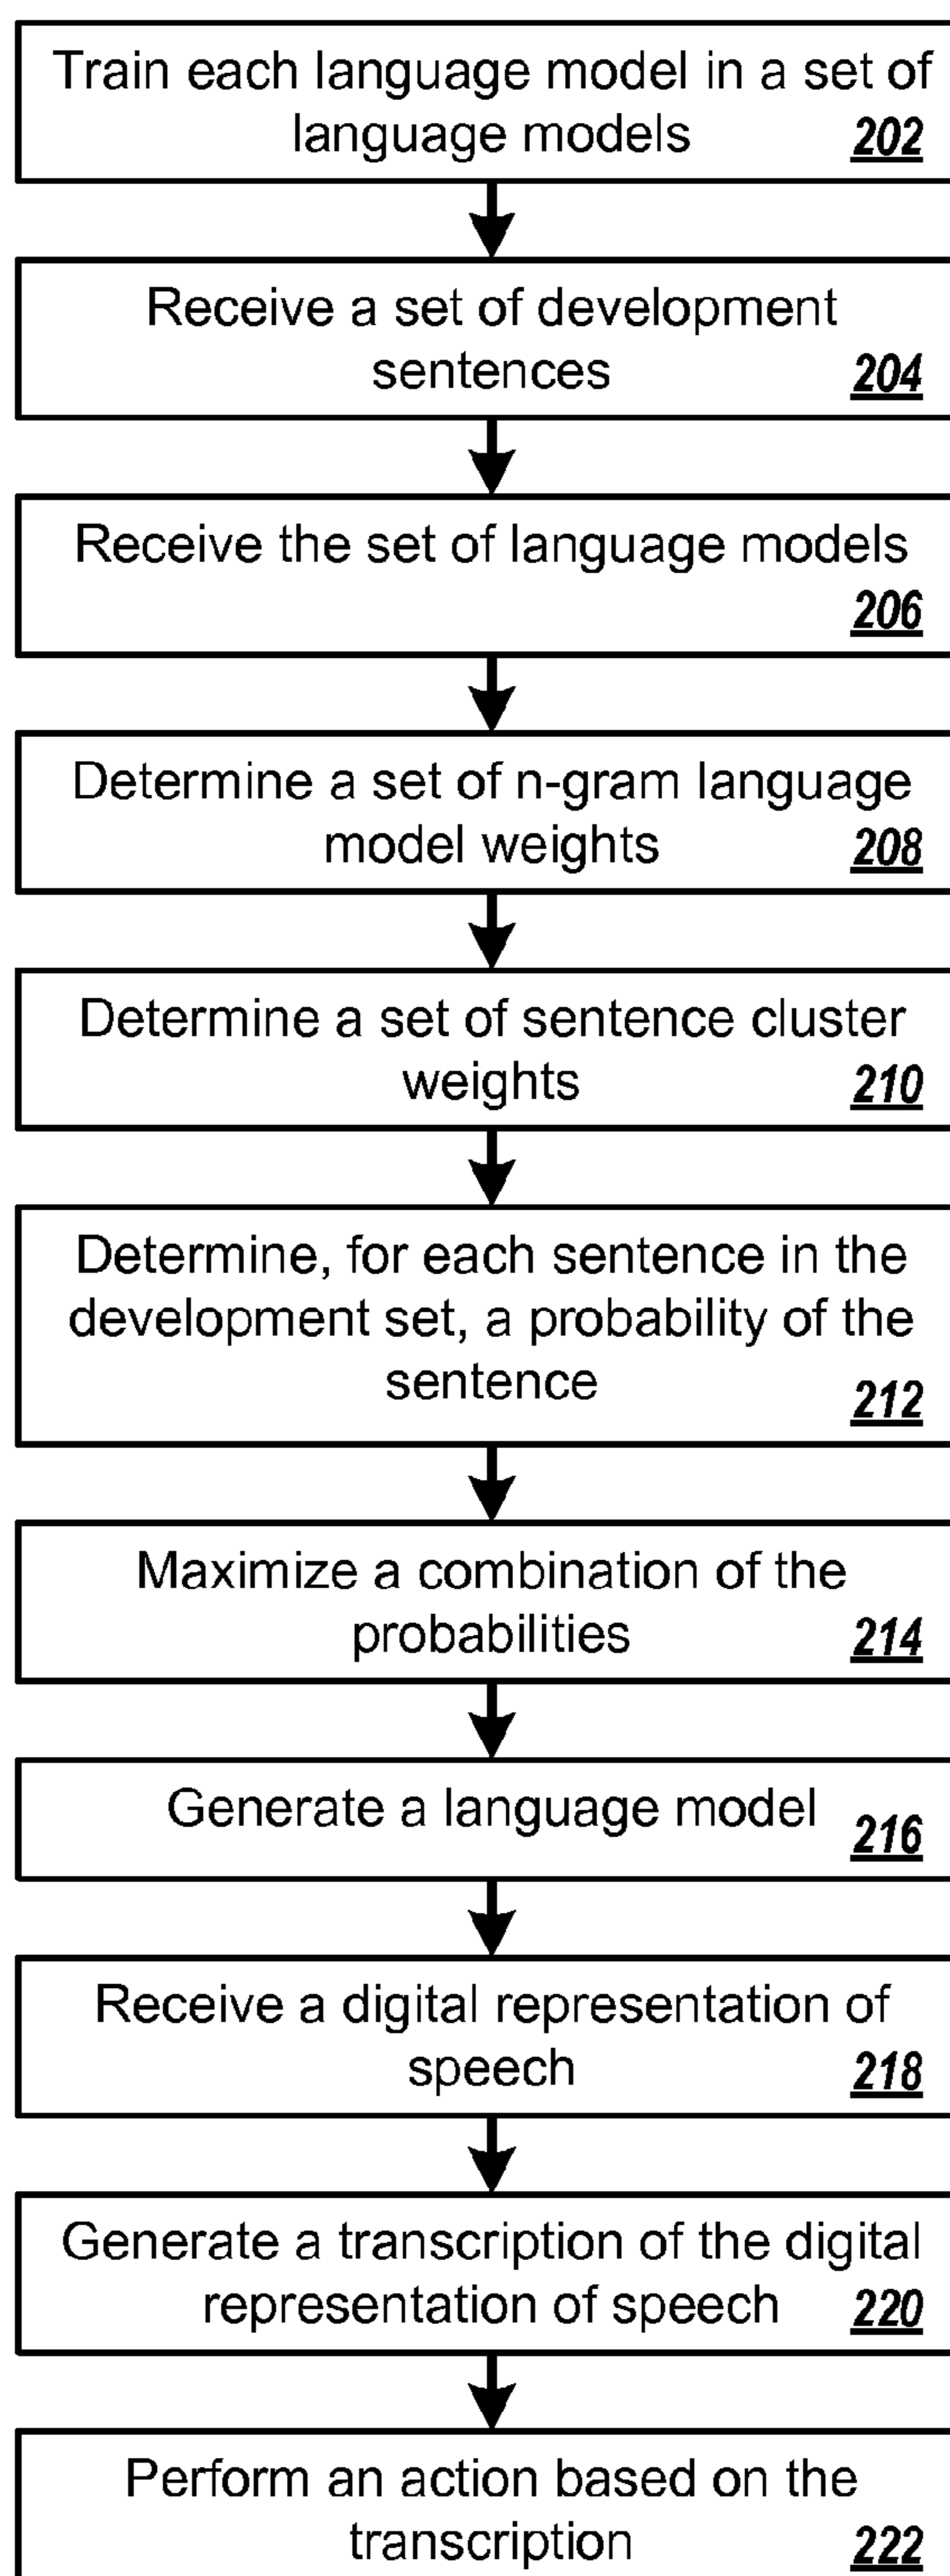 Train each language model in a set of
language models 202
Receive a set of development
sentences 204
Receive the set of language models
206
Determine a set of n-gram language
model weights 208
Determine a set of sentence cluster
weights 210
Determine, for each sentence in the
development set, a probability of the
sentence 212
Maximize a combination of the
probabilities 214
Generate a language model 216
Receive a digital representation of
speech 218
Generate a transcription of the digital
representation of speech 220
Perform an action based on the
transcription 222